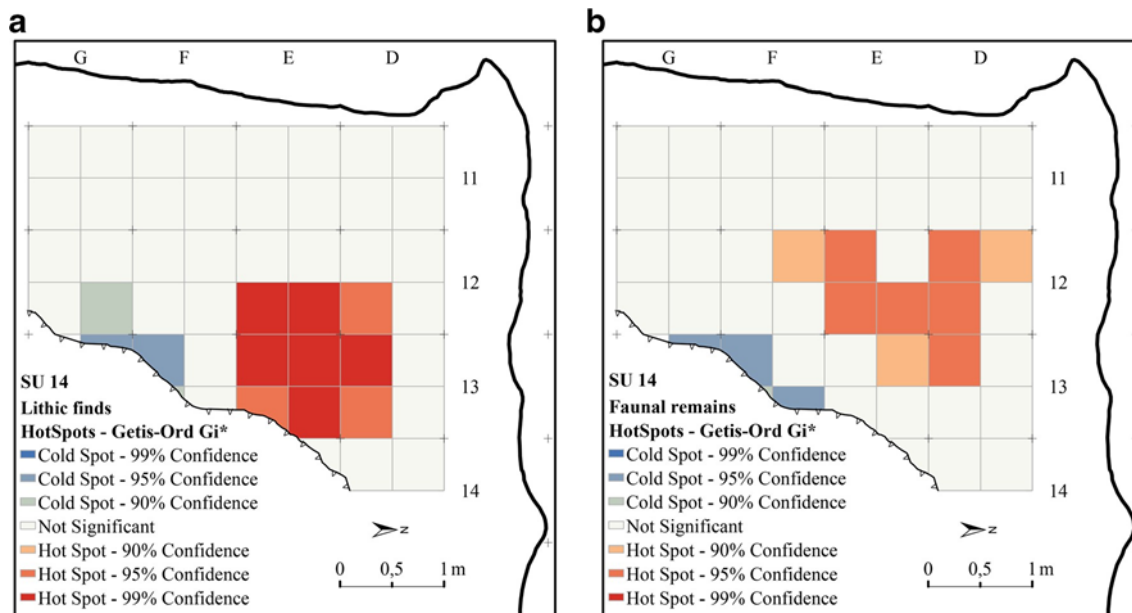 a
G F E D
11
12
13
14
SU 14
Lithic finds
HotSpots - Getis-Ord Gi*
Cold Spot - 99% Confidence
Cold Spot - 95% Confidence
Cold Spot - 90% Confidence
Not Significant
Hot Spot - 90% Confidence
Hot Spot - 95% Confidence
Hot Spot - 99% Confidence
N
0 0,5 1 m
b
G F E D
11
12
13
14
SU 14
Faunal remains
HotSpots - Getis-Ord Gi*
Cold Spot - 99% Confidence
Cold Spot - 95% Confidence
Cold Spot - 90% Confidence
Not Significant
Hot Spot - 90% Confidence
Hot Spot - 95% Confidence
Hot Spot - 99% Confidence
N
0 0,5 1 m